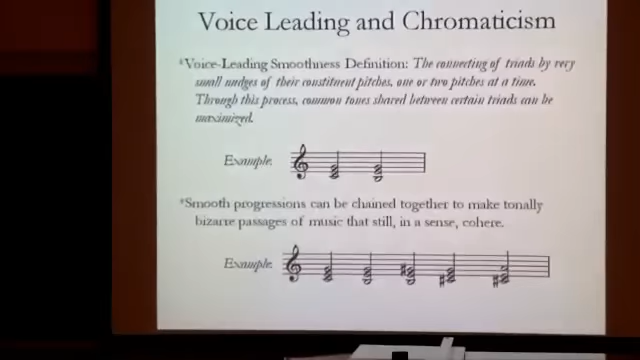 Voice Leading and Chromaticism
*Voice-Leading Smoothness Definition: The connecting of triads by very
small nudges of their constituent pitches, one or two pitches at a time.
Through this process, common tones shared between certain triads can be
maximized.
Example:
*Smooth progressions can be chained together to make tonally
bizarre passages of music that still, in a sense, cohere.
Example: